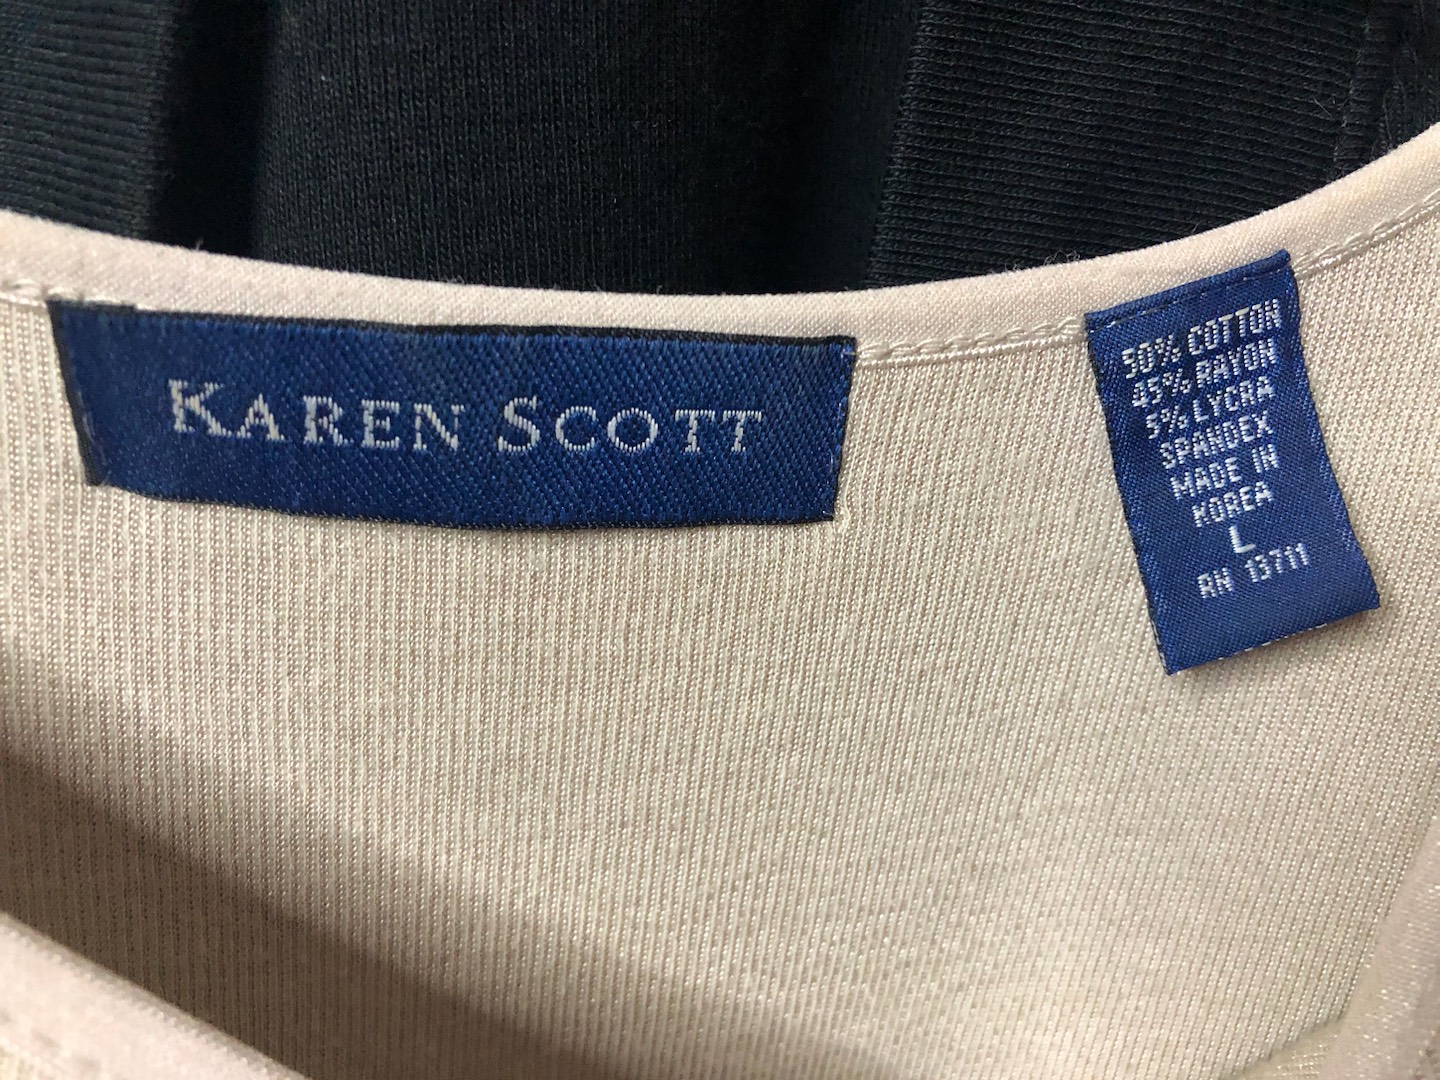 KAREN SCOTT
50% COTTON
45% RAYON
5% LYCRA
SPANDEX
MADE IN
KOREA
L
RN 13711